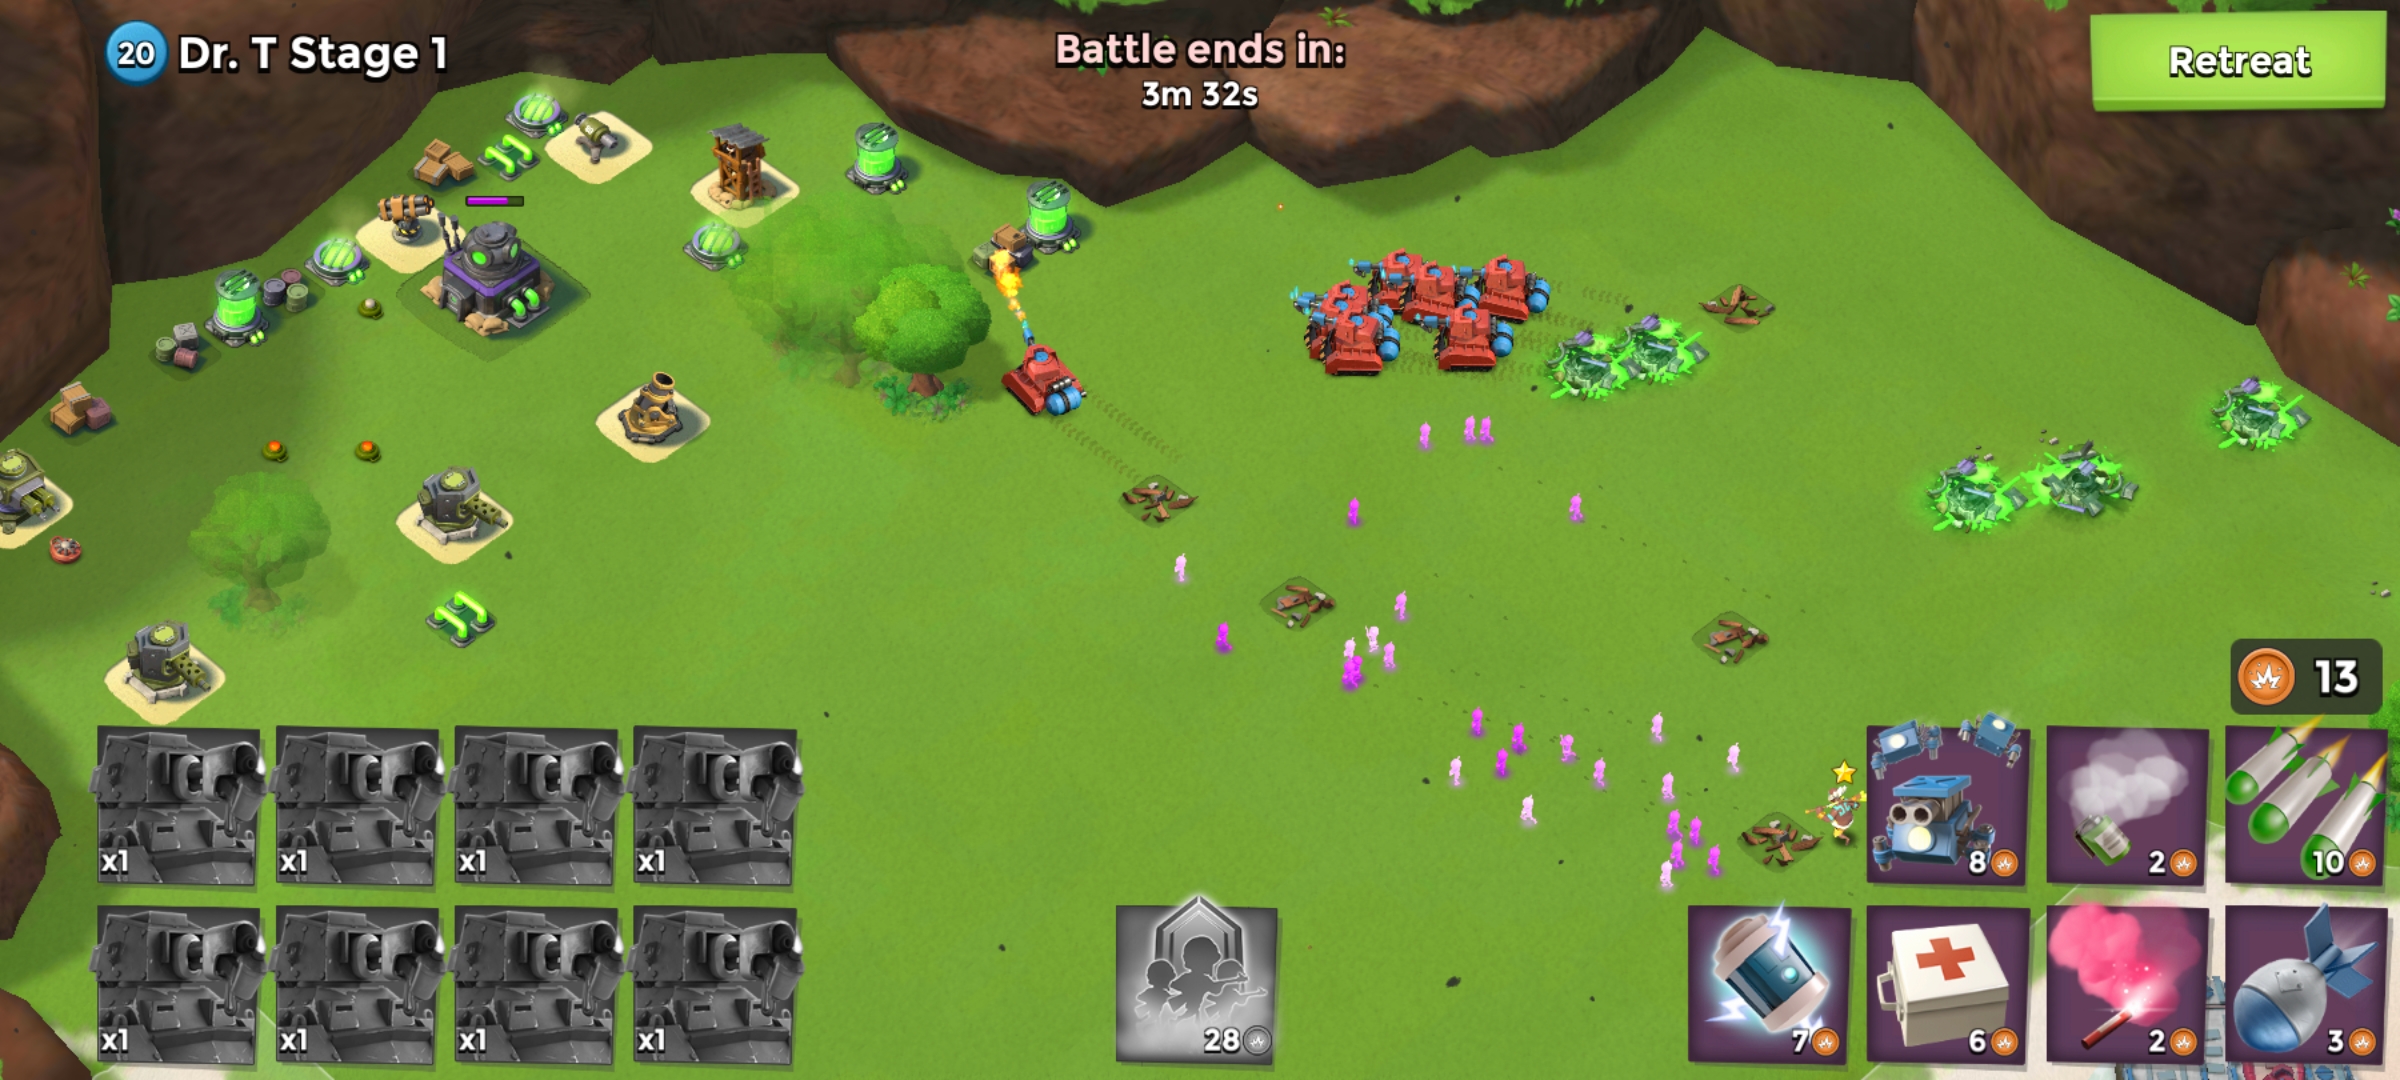 20 Dr. T Stage 1
Battle ends in:
3m 32s
Retreat
13
x1 x1 x1 x1
8 2 10
x1 x1 x1 x1
28
7 6 2 3